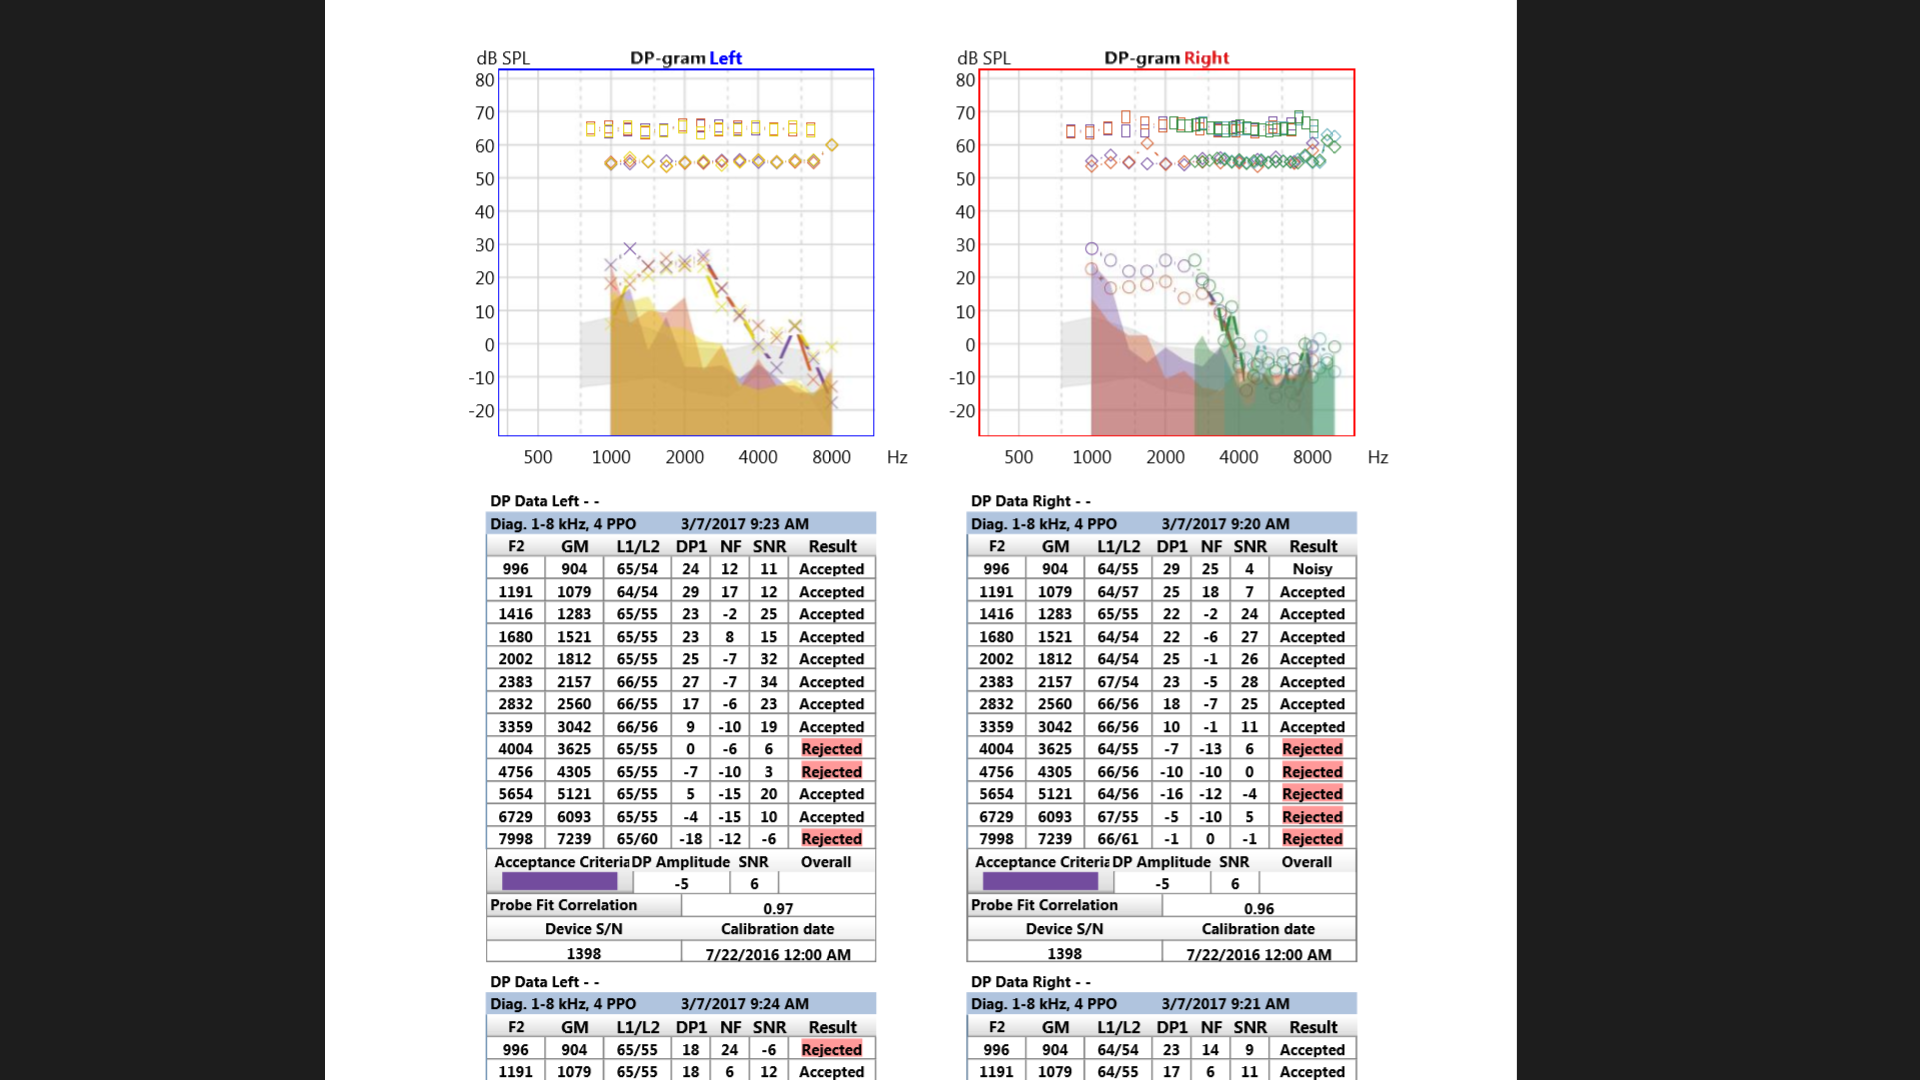 dB SPL DP-gram Left
80
70
60
50
40
30
20
10
0
-10
-20
500 1000 2000 4000 8000 Hz
dB SPL DP-gram Right
80
70
60
50
40
30
20
10
0
-10
-20
500 1000 2000 4000 8000 Hz
DP Data Left - -
Diag. 1-8 kHz, 4 PPO 3/7/2017 9:23 AM
F2 GM L1/L2 DP1 NF SNR Result
996 904 65/54 24 12 11 Accepted
1191 1079 64/54 29 17 12 Accepted
1416 1283 65/55 23 -2 25 Accepted
1680 1521 65/55 23 8 15 Accepted
2002 1812 65/55 25 -7 32 Accepted
2383 2157 66/55 27 -7 34 Accepted
2832 2560 66/55 17 -6 23 Accepted
3359 3042 66/56 9 -10 19 Accepted
4004 3625 65/55 0 -6 6 Rejected
4756 4305 65/55 -7 -10 3 Rejected
5654 5121 65/55 5 -15 20 Accepted
6729 6093 65/55 -4 -15 10 Accepted
7998 7239 65/60 -18 -12 -6 Rejected
Acceptance Criteria DP Amplitude SNR Overall
-5 6
Probe Fit Correlation 0.97
Device S/N Calibration date
1398 7/22/2016 12:00 AM
DP Data Right - -
Diag. 1-8 kHz, 4 PPO 3/7/2017 9:20 AM
F2 GM L1/L2 DP1 NF SNR Result
996 904 64/55 29 25 4 Noisy
1191 1079 64/57 25 18 7 Accepted
1416 1283 65/55 22 -2 24 Accepted
1680 1521 64/54 22 -6 27 Accepted
2002 1812 64/54 25 -1 26 Accepted
2383 2157 67/54 23 -5 28 Accepted
2832 2560 66/56 18 -7 25 Accepted
3359 3042 66/56 10 -1 11 Accepted
4004 3625 64/55 -7 -13 6 Rejected
4756 4305 66/56 -10 -10 0 Rejected
5654 5121 64/56 -16 -12 -4 Rejected
6729 6093 67/55 -5 -10 5 Rejected
7998 7239 66/61 -1 0 -1 Rejected
Acceptance Criteria DP Amplitude SNR Overall
-5 6
Probe Fit Correlation 0.96
Device S/N Calibration date
1398 7/22/2016 12:00 AM
DP Data Left - -
Diag. 1-8 kHz, 4 PPO 3/7/2017 9:24 AM
F2 GM L1/L2 DP1 NF SNR Result
996 904 65/55 18 24 -6 Rejected
1191 1079 65/55 18 6 12 Accepted
DP Data Right - -
Diag. 1-8 kHz, 4 PPO 3/7/2017 9:21 AM
F2 GM L1/L2 DP1 NF SNR Result
996 904 64/54 23 14 9 Accepted
1191 1079 64/55 17 6 11 Accepted